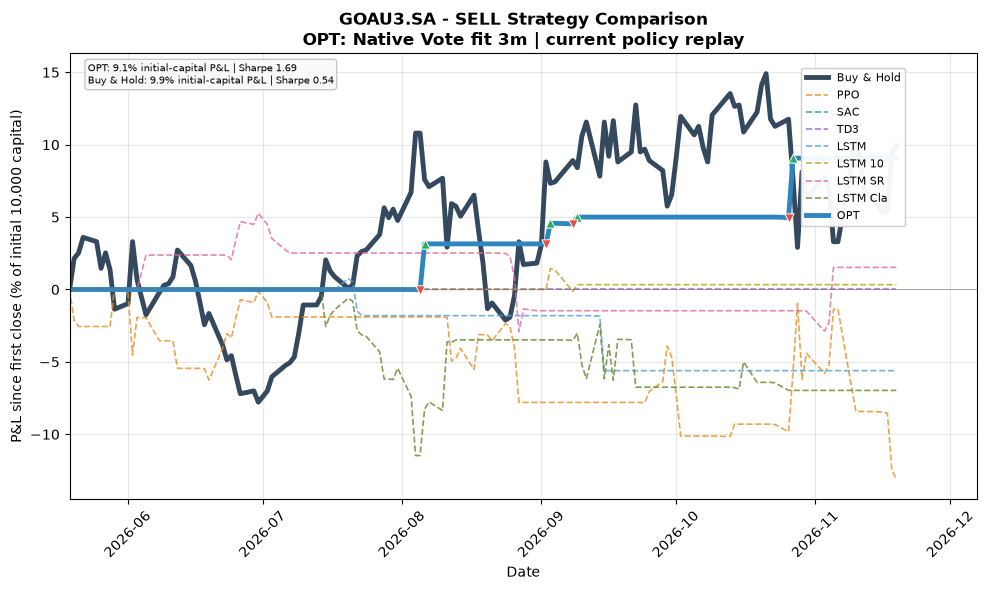 GOAU3.SA - SELL Strategy Comparison
OPT: Native Vote fit 3m | current policy replay
OPT: 9.1% initial-capital P&L | Sharpe 1.69
Buy & Hold: 9.9% initial-capital P&L | Sharpe 0.54
Buy & Hold
PPO
SAC
TD3
LSTM
LSTM 10
LSTM SR
LSTM Cla
OPT
P&L since first close (% of initial 10,000 capital)
15
10
5
0
−5
−10
2026-06
2026-07
2026-08
2026-09
2026-10
2026-11
2026-12
Date